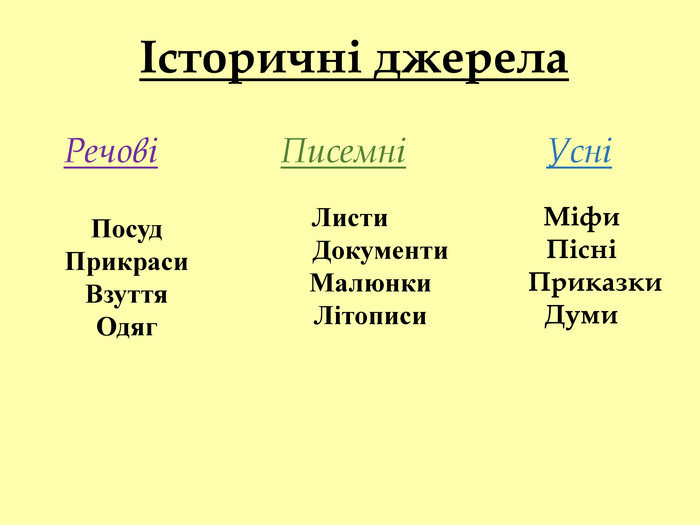 Історичні джерела
Речові
Посуд
Прикраси
Взуття
Одяг
Писемні
Листи
Документи
Малюнки
Літописи
Усні
Міфи
Пісні
Приказки
Думи